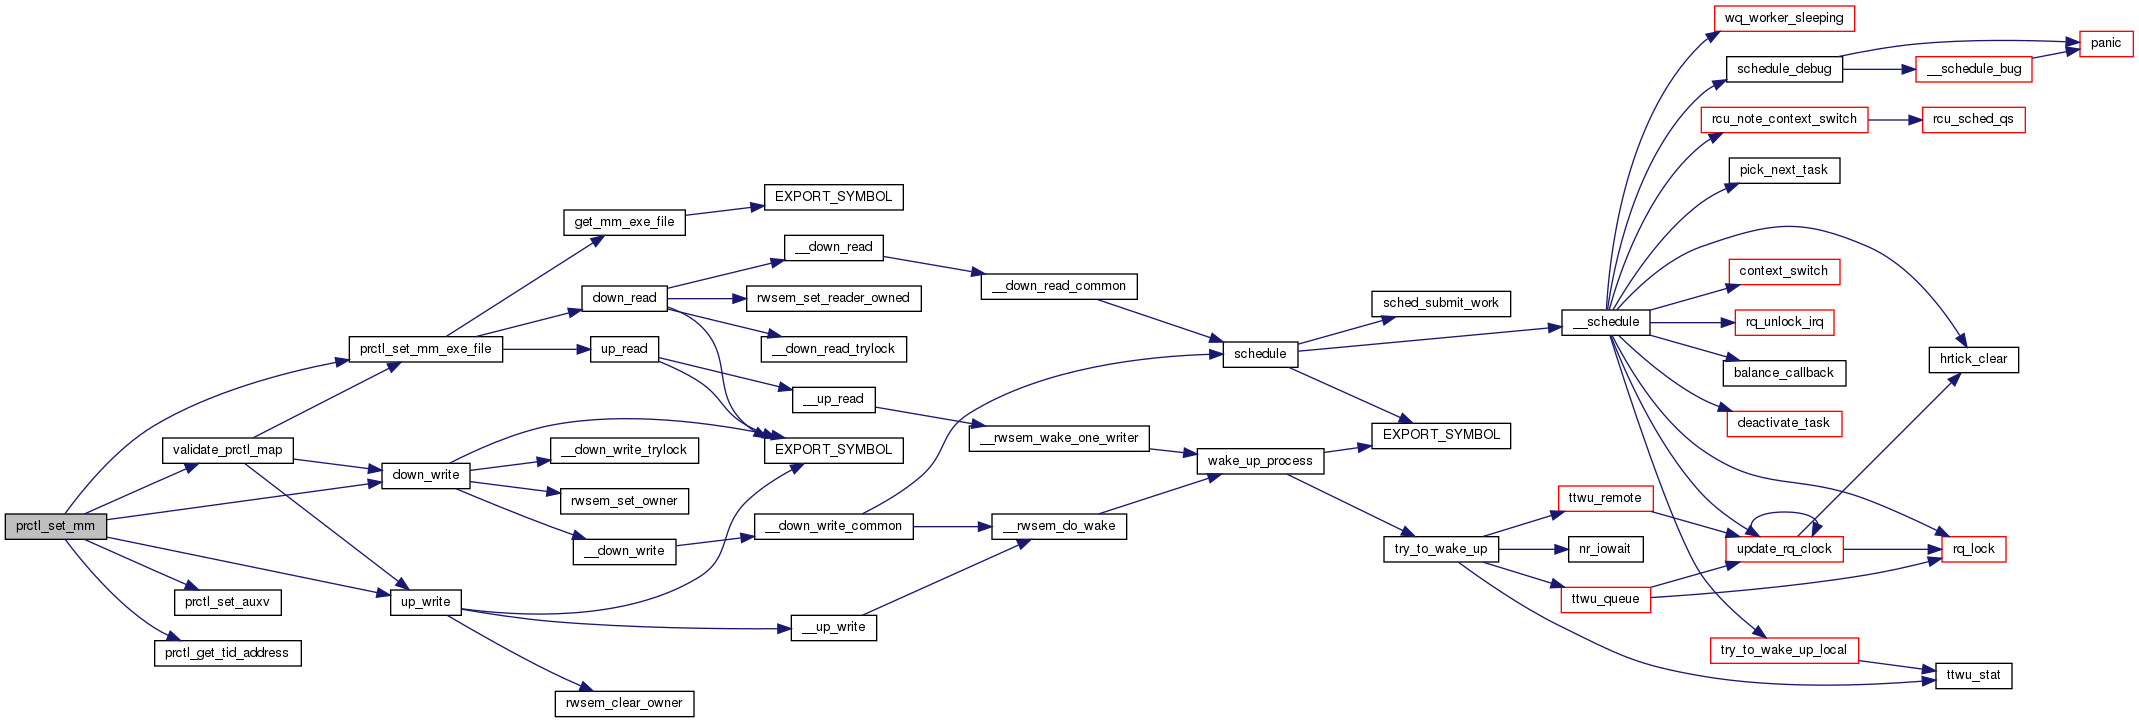 wq_worker_sleeping
panic
schedule_debug
__schedule_bug
rcu_note_context_switch
rcu_sched_qs
pick_next_task
EXPORT_SYMBOL
get_mm_exe_file
__down_read
context_switch
__down_read_common
down_read
rwsem_set_reader_owned
sched_submit_work
__schedule
rq_unlock_irq
prctl_set_mm_exe_file
up_read
__down_read_trylock
schedule
hrtick_clear
balance_callback
__up_read
deactivate_task
__rwsem_wake_one_writer
EXPORT_SYMBOL
validate_prctl_map
__down_write_trylock
EXPORT_SYMBOL
wake_up_process
down_write
rwsem_set_owner
ttwu_remote
prctl_set_mm
__down_write_common
__rwsem_do_wake
__down_write
try_to_wake_up
nr_iowait
update_rq_clock
rq_lock
prctl_set_auxv
up_write
ttwu_queue
__up_write
prctl_get_tid_address
try_to_wake_up_local
ttwu_stat
rwsem_clear_owner